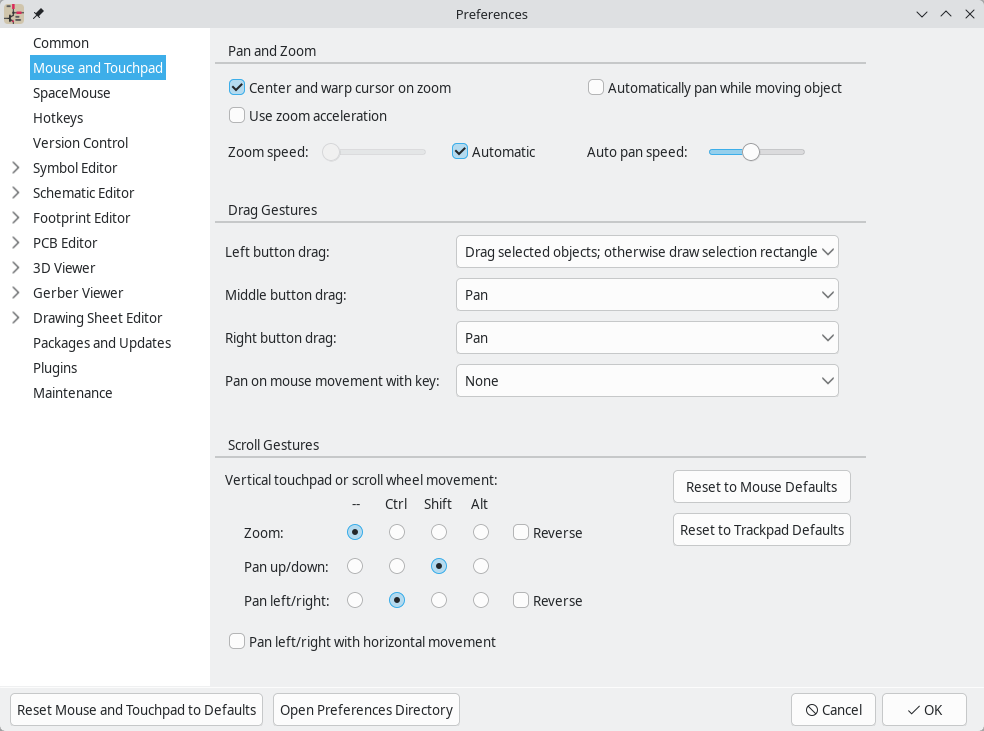 Preferences
Common
Mouse and Touchpad
SpaceMouse
Hotkeys
Version Control
Symbol Editor
Schematic Editor
Footprint Editor
PCB Editor
3D Viewer
Gerber Viewer
Drawing Sheet Editor
Packages and Updates
Plugins
Maintenance
Pan and Zoom
Center and warp cursor on zoom
Automatically pan while moving object
Use zoom acceleration
Zoom speed:
Automatic
Auto pan speed:
Drag Gestures
Left button drag:
Drag selected objects; otherwise draw selection rectangle
Middle button drag:
Pan
Right button drag:
Pan
Pan on mouse movement with key:
None
Scroll Gestures
Vertical touchpad or scroll wheel movement:
-- Ctrl Shift Alt
Zoom:
Reverse
Pan up/down:
Pan left/right:
Reverse
Pan left/right with horizontal movement
Reset to Mouse Defaults
Reset to Trackpad Defaults
Reset Mouse and Touchpad to Defaults
Open Preferences Directory
Cancel
OK